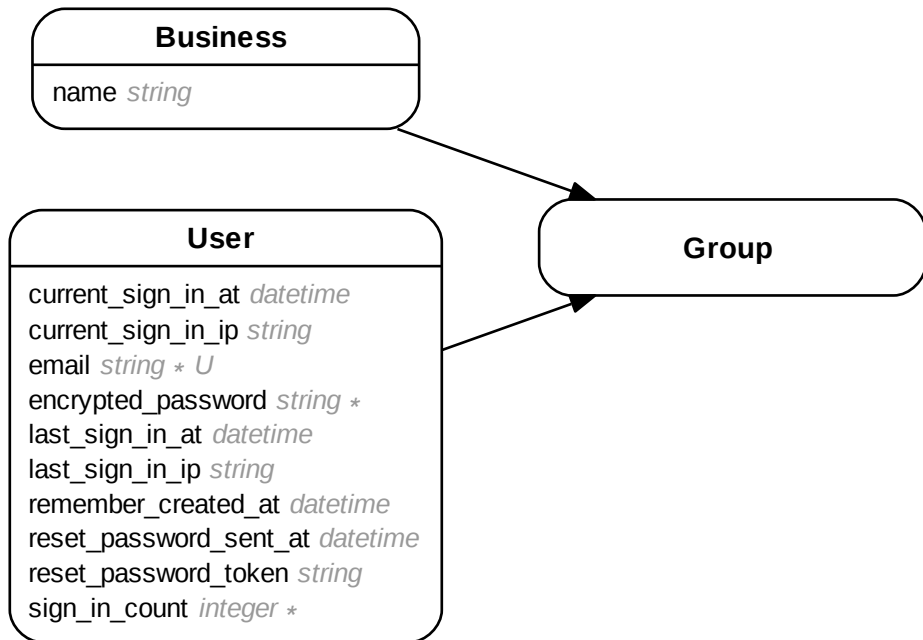 Business
name string
User
current_sign_in_at datetime
current_sign_in_ip string
email string * U
encrypted_password string *
last_sign_in_at datetime
last_sign_in_ip string
remember_created_at datetime
reset_password_sent_at datetime
reset_password_token string
sign_in_count integer *
Group